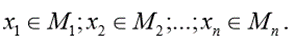 x₁ ∈ M₁; x₂ ∈ M₂;...; xₙ ∈ Mₙ.